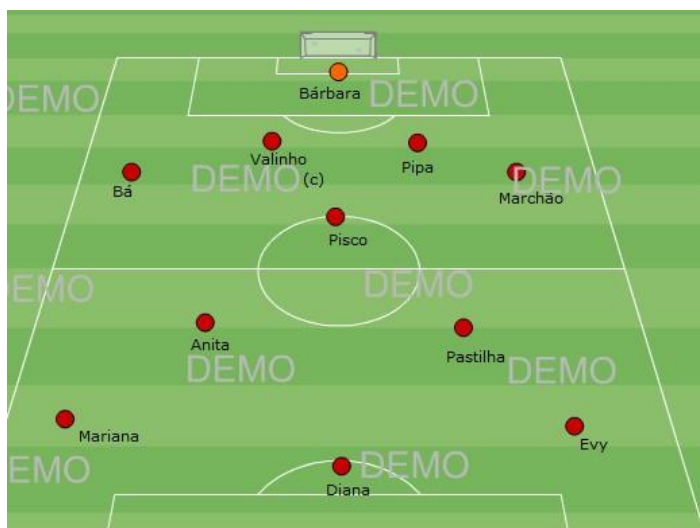 Bárbara
DEMO
DEMO
Valinho
(c)
Pipa
DEMO
DEMO
Bá
Marchão
Pisco
DEMO
DEMO
Anita
Pastilha
DEMO
DEMO
Mariana
Evy
DEMO
DEMO
Diana